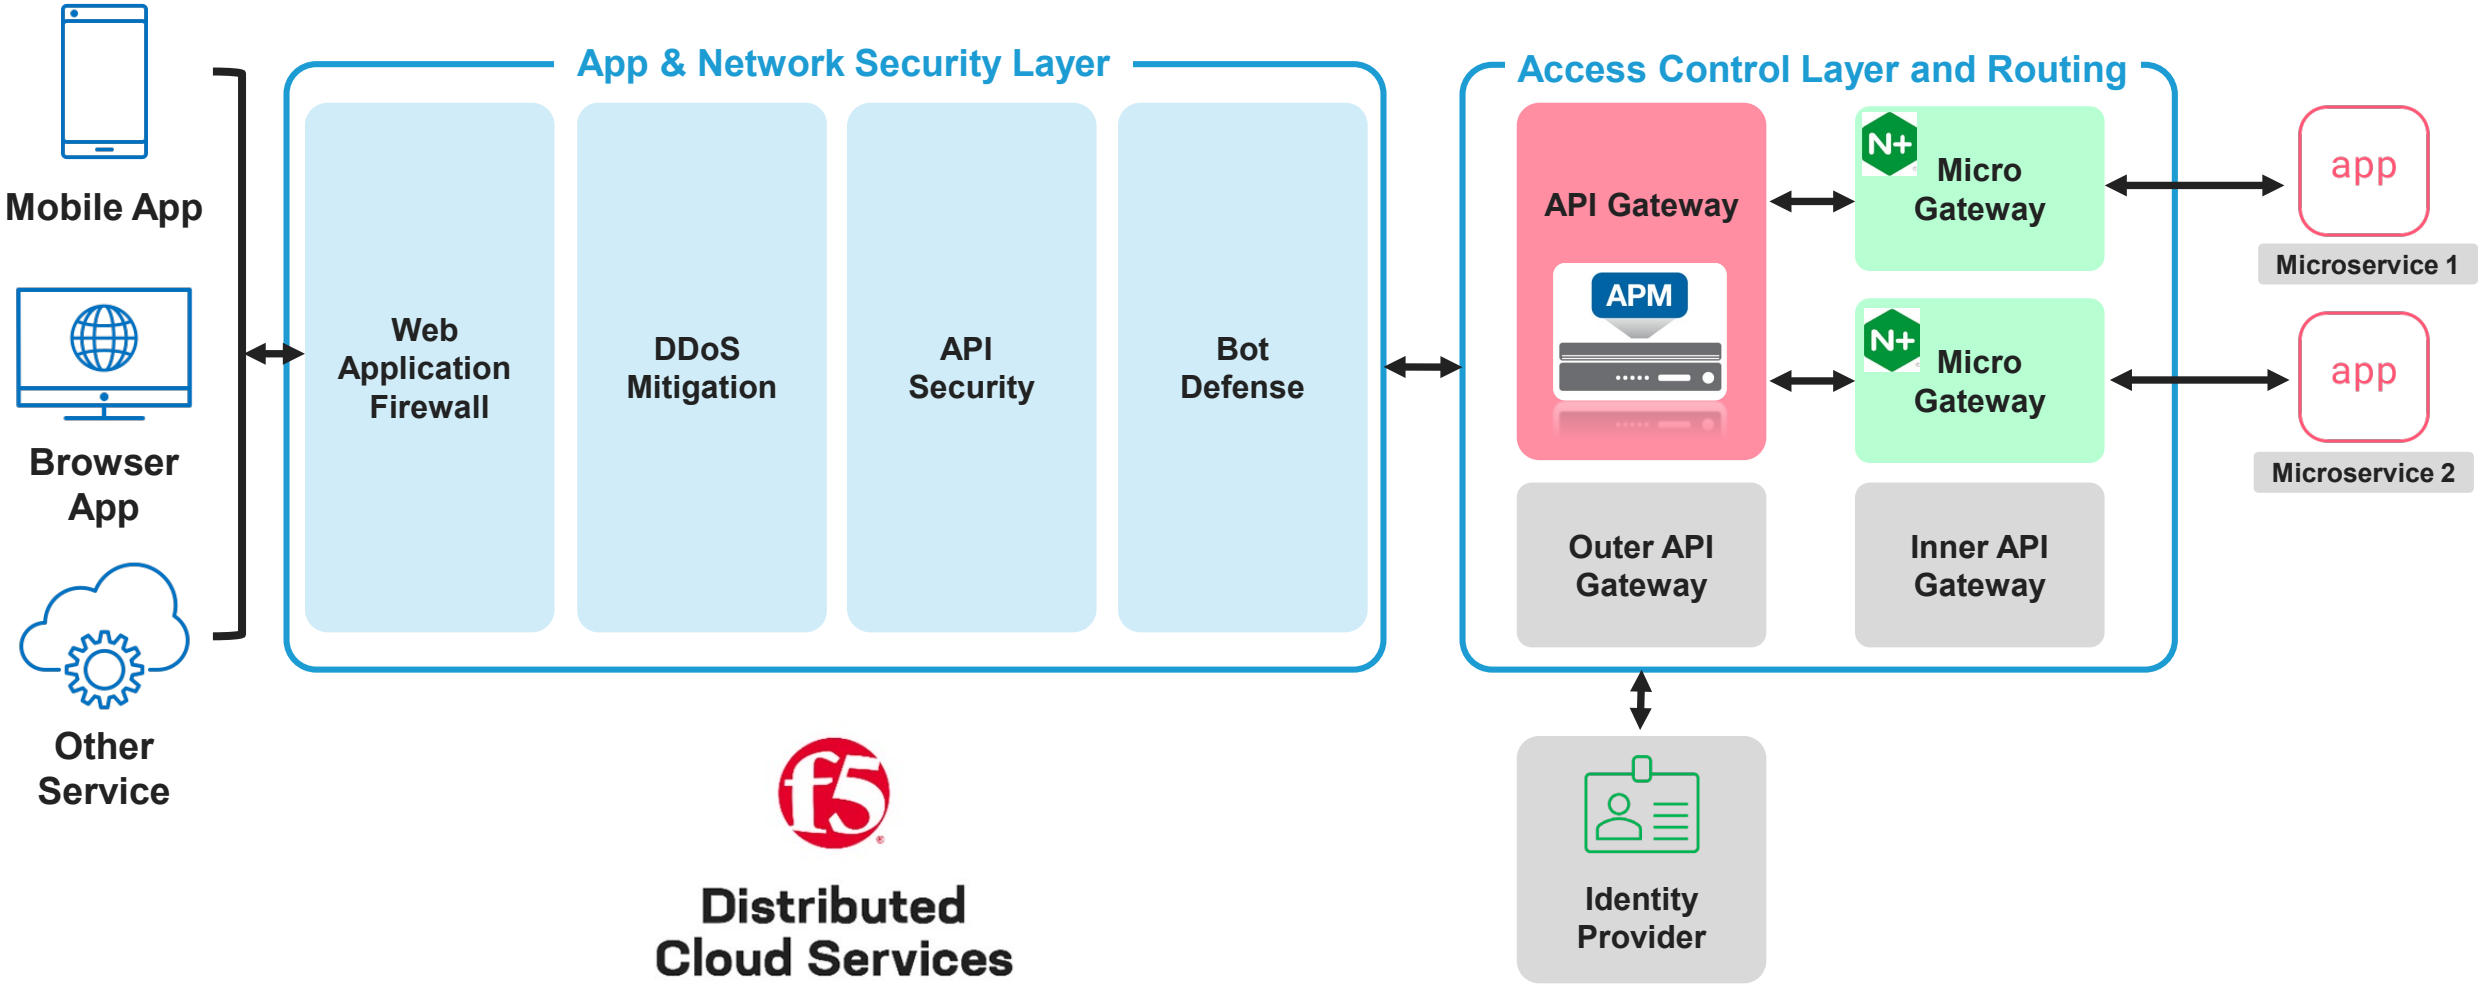 App & Network Security Layer
Access Control Layer and Routing
Mobile App
Browser
App
Other
Service
Web
Application
Firewall
DDoS
Mitigation
API
Security
Bot
Defense
API Gateway
APM
N+
Micro
Gateway
N+
Micro
Gateway
Outer API
Gateway
Inner API
Gateway
app
Microservice 1
app
Microservice 2
f5
Distributed
Cloud Services
Identity
Provider